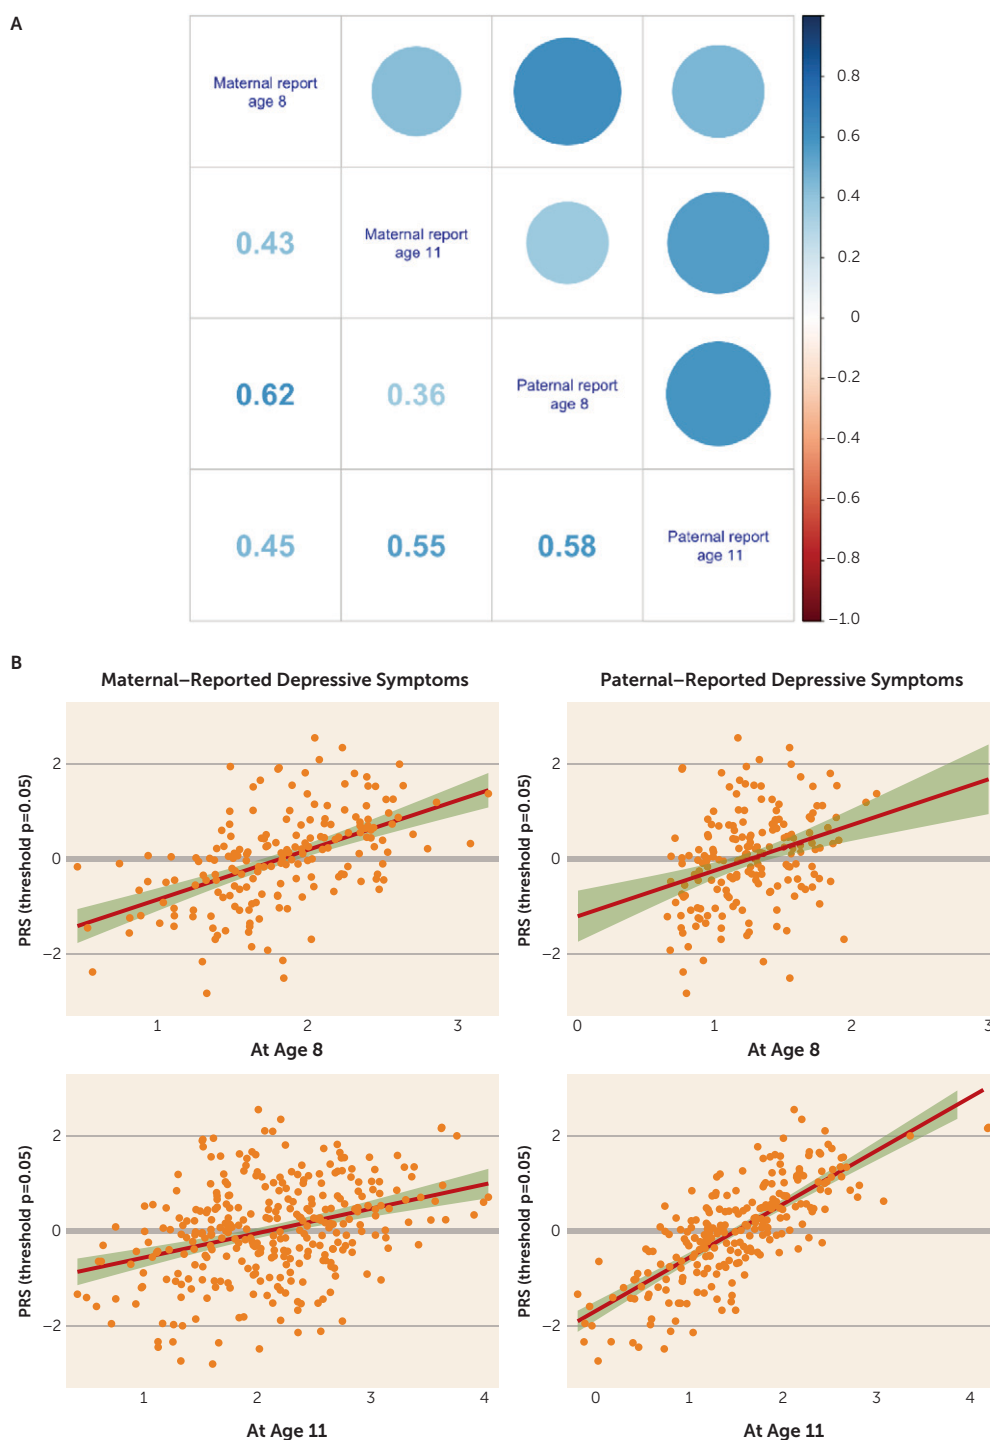 A
Maternal report
age 8
0.8
0.6
0.43
Maternal report
age 11
0.4
0.2
0
0.62
0.36
Paternal report
age 8
−0.2
−0.4
−0.6
0.45
0.55
0.58
Paternal report
age 11
−0.8
−1.0
B
Maternal–Reported Depressive Symptoms
PRS (threshold p=0.05)
2
0
−2
1
2
3
At Age 8
Paternal–Reported Depressive Symptoms
PRS (threshold p=0.05)
2
0
−2
0
1
2
3
At Age 8
PRS (threshold p=0.05)
2
0
−2
1
2
3
4
At Age 11
PRS (threshold p=0.05)
2
0
−2
0
1
2
3
4
At Age 11